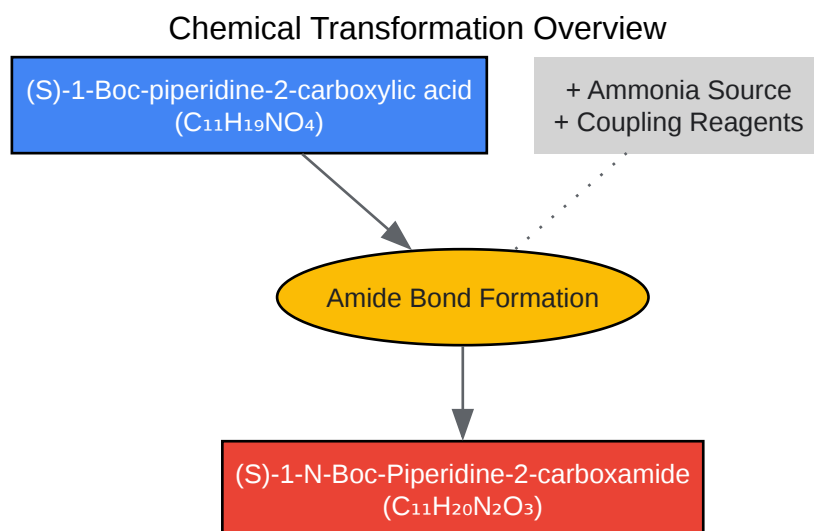 Chemical Transformation Overview
(S)-1-Boc-piperidine-2-carboxylic acid
(C₁₁H₁₉NO₄)
+ Ammonia Source
+ Coupling Reagents
Amide Bond Formation
(S)-1-N-Boc-Piperidine-2-carboxamide
(C₁₁H₂₀N₂O₃)